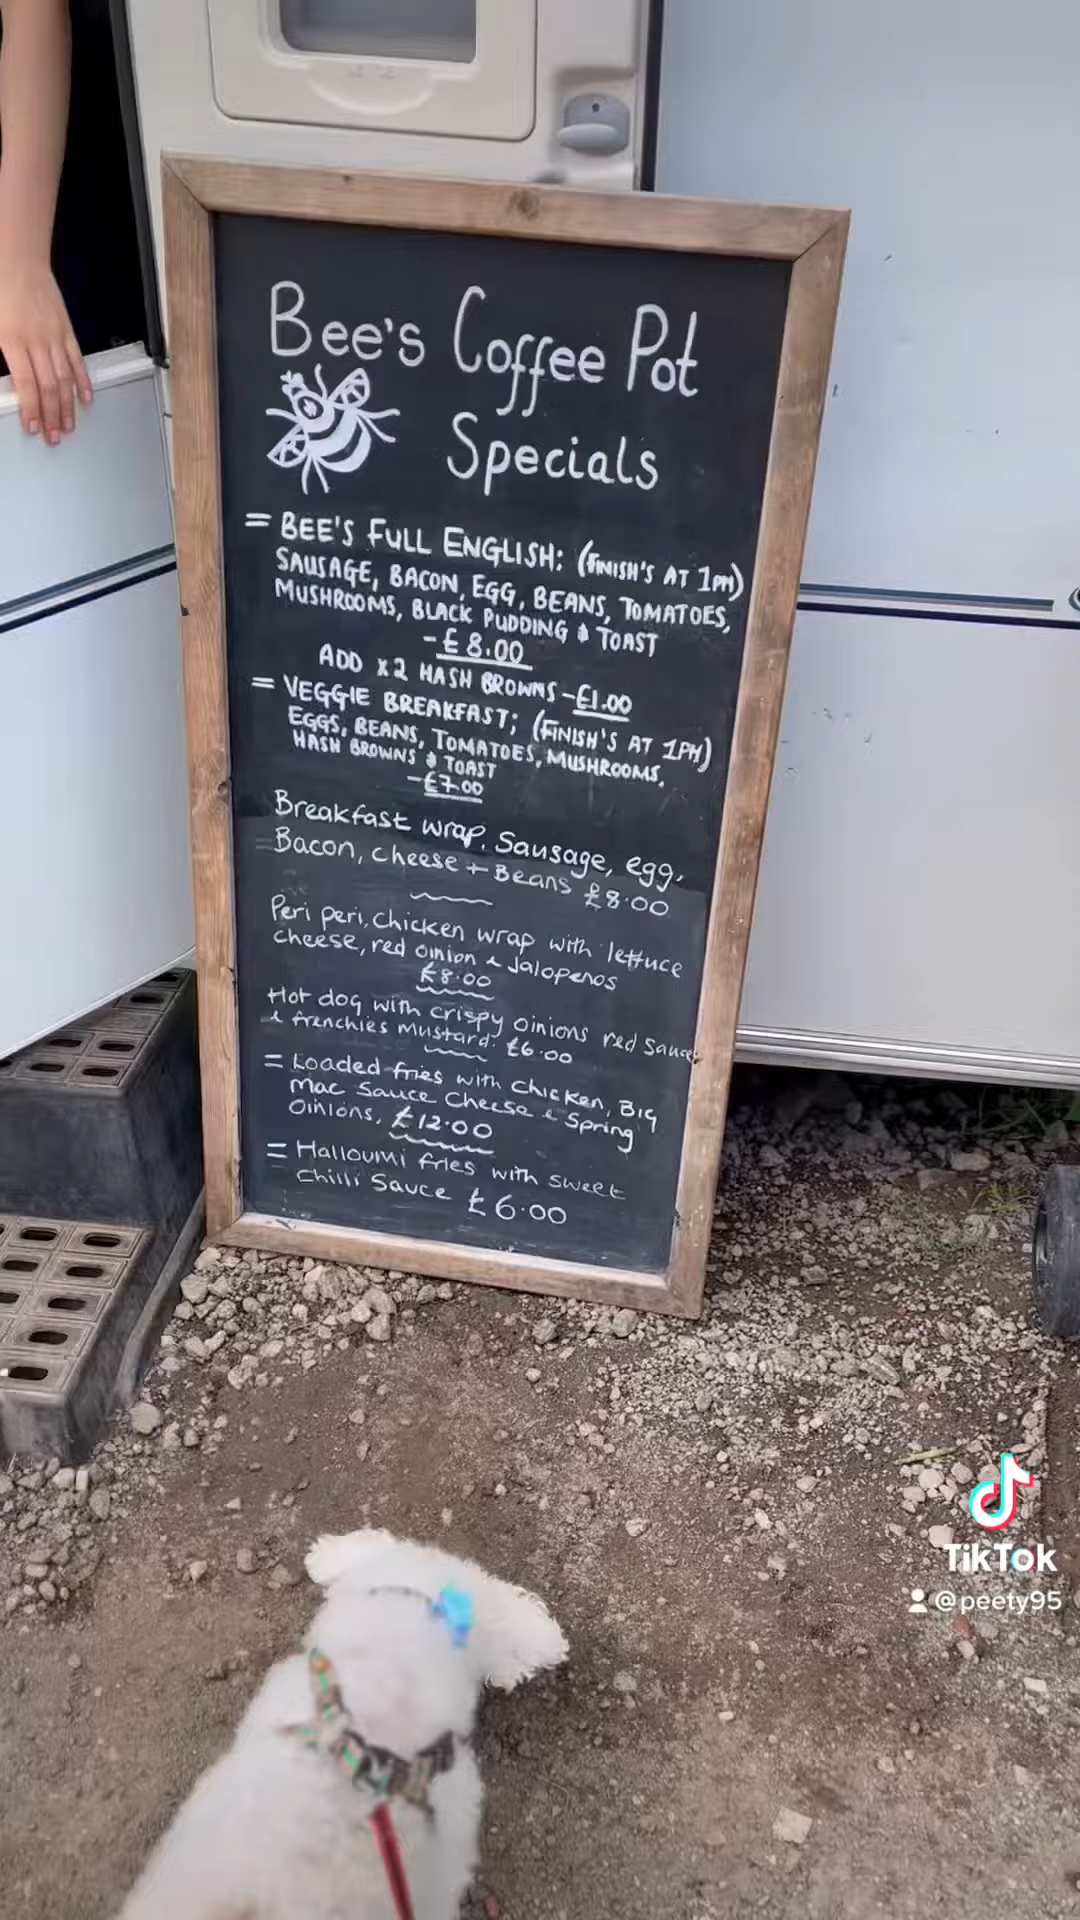 Bee's Coffee Pot
Specials
= BEE'S FULL ENGLISH: (FINISH'S AT 1PM)
SAUSAGE, BACON, EGG, BEANS, TOMATOES,
MUSHROOMS, BLACK PUDDING & TOAST
-£8.00
ADD x2 HASH BROWNS -£1.00
= VEGGIE BREAKFAST; (FINISH'S AT 1PM)
EGGS, BEANS, TOMATOES, MUSHROOMS,
HASH BROWNS & TOAST
-£7.00
Breakfast wrap, Sausage, egg,
Bacon, cheese + Beans £8.00
Peri peri, chicken wrap with lettuce
cheese, red oinion & Jalopenos
£8.00
Hot dog with crispy oinions red sauce
& frenchies Mustard. £6.00
= Loaded fries with chicken, Big
Mac Sauce Cheese & Spring
Oinions, £12.00
= Halloumi fries with sweet
Chilli Sauce £6.00
TikTok
@peety95